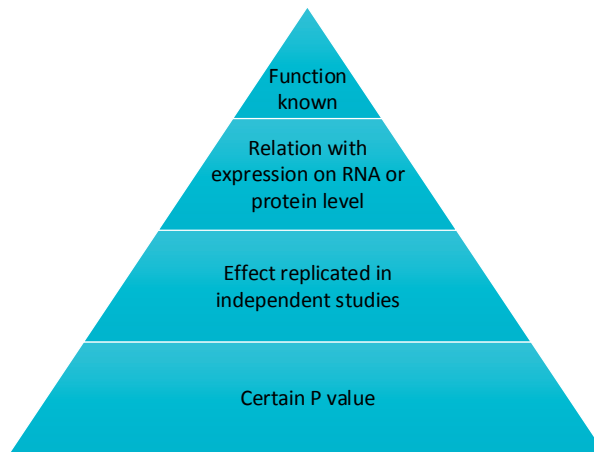 Function
known
Relation with
expression on RNA or
protein level
Effect replicated in
independent studies
Certain P value